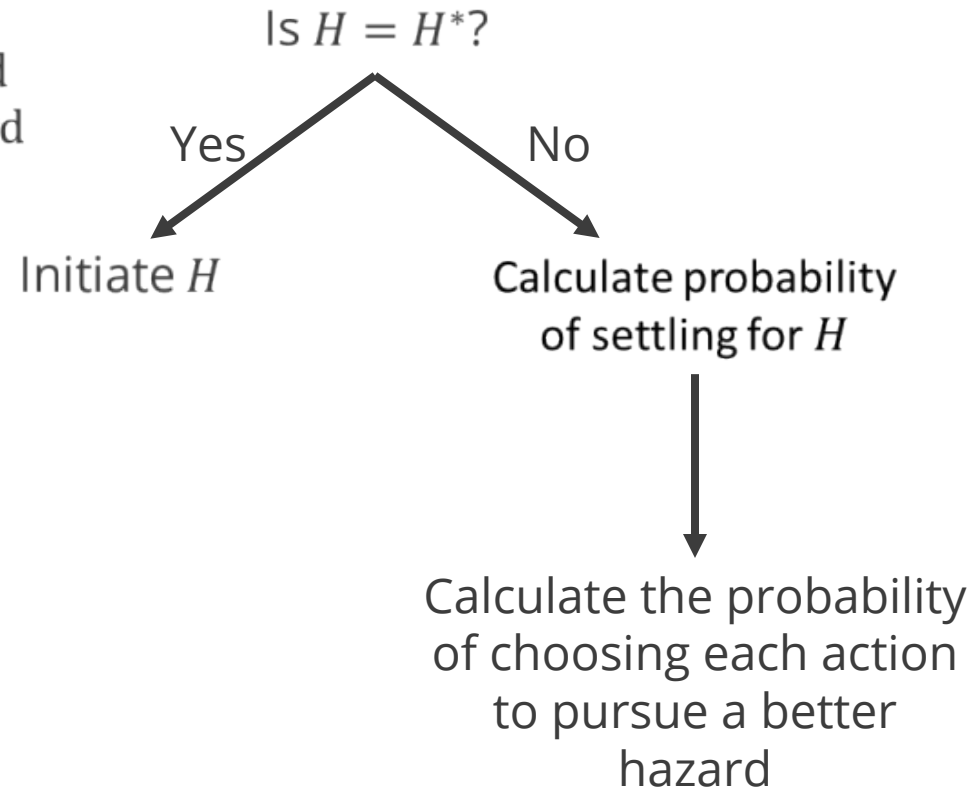 Is H = H*?
d
Yes
No
Initiate H
Calculate probability
of settling for H
Calculate the probability
of choosing each action
to pursue a better
hazard